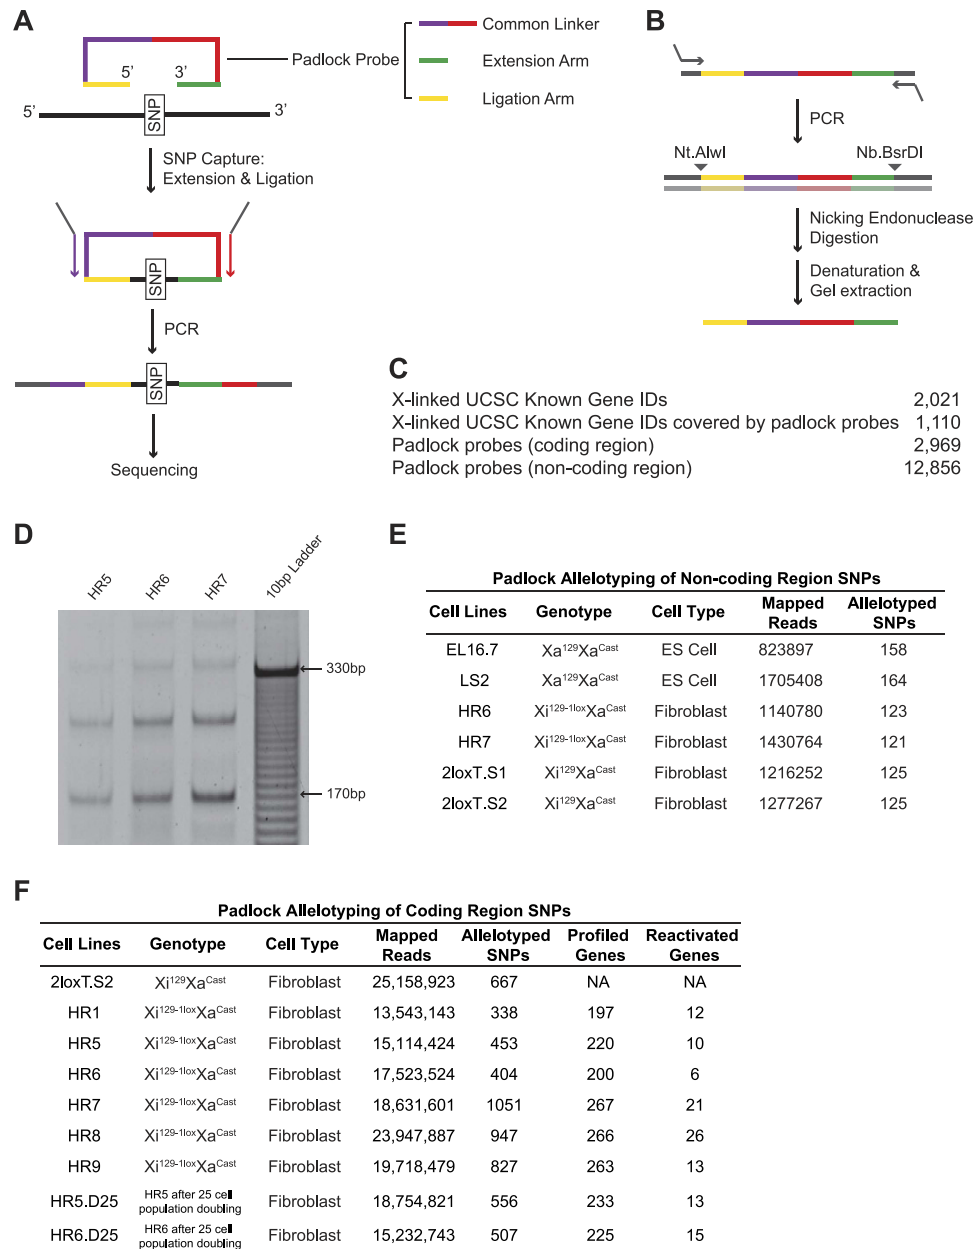 A
5'
3'
Padlock Probe
Common Linker
Extension Arm
Ligation Arm
5'
SNP
3'
SNP Capture:
Extension & Ligation
SNP
PCR
SNP
Sequencing
B
PCR
Nt.AlwI
Nb.BsrDI
Nicking Endonuclease
Digestion
Denaturation &
Gel extraction
C
X-linked UCSC Known Gene IDs 2,021
X-linked UCSC Known Gene IDs covered by padlock probes 1,110
Padlock probes (coding region) 2,969
Padlock probes (non-coding region) 12,856
D
HR5 HR6 HR7 10bp Ladder
330bp
170bp
E
Padlock Allelotyping of Non-coding Region SNPs
Cell Lines Genotype Cell Type Mapped Reads Allelotyped SNPs
EL16.7 Xa129XaCast ES Cell 823897 158
LS2 Xa129XaCast ES Cell 1705408 164
HR6 Xi129-1loxXaCast Fibroblast 1140780 123
HR7 Xi129-1loxXaCast Fibroblast 1430764 121
2loxT.S1 Xi129XaCast Fibroblast 1216252 125
2loxT.S2 Xi129XaCast Fibroblast 1277267 125
F
Padlock Allelotyping of Coding Region SNPs
Cell Lines Genotype Cell Type Mapped Reads Allelotyped SNPs Profiled Genes Reactivated Genes
2loxT.S2 Xi129XaCast Fibroblast 25,158,923 667 NA NA
HR1 Xi129-1loxXaCast Fibroblast 13,543,143 338 197 12
HR5 Xi129-1loxXaCast Fibroblast 15,114,424 453 220 10
HR6 Xi129-1loxXaCast Fibroblast 17,523,524 404 200 6
HR7 Xi129-1loxXaCast Fibroblast 18,631,601 1051 267 21
HR8 Xi129-1loxXaCast Fibroblast 23,947,887 947 266 26
HR9 Xi129-1loxXaCast Fibroblast 19,718,479 827 263 13
HR5.D25 HR5 after 25 cell population doubling Fibroblast 18,754,821 556 233 13
HR6.D25 HR6 after 25 cell population doubling Fibroblast 15,232,743 507 225 15